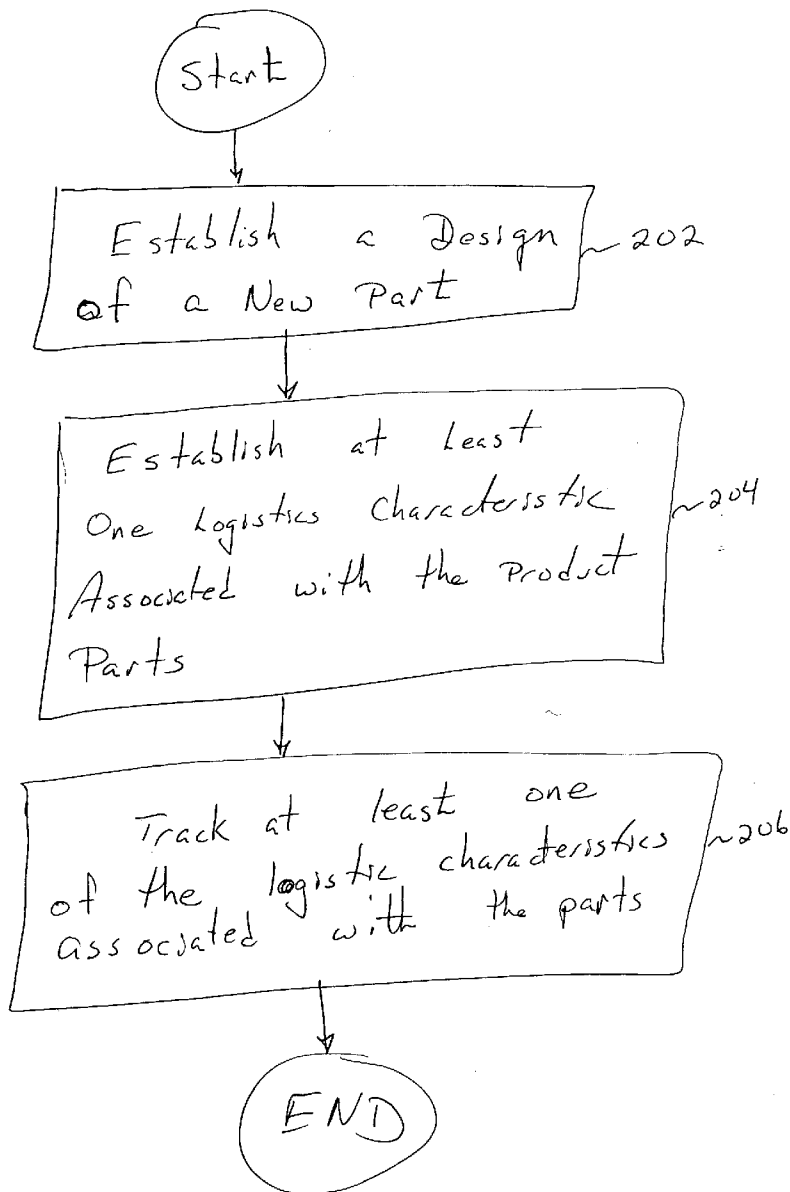 Start
Establish a Design
of a New Part
202
Establish at Least
One Logistics Characteristic
Associated with the Product
Parts
204
Track at least one
of the logistic characteristics
associated with the parts
206
END